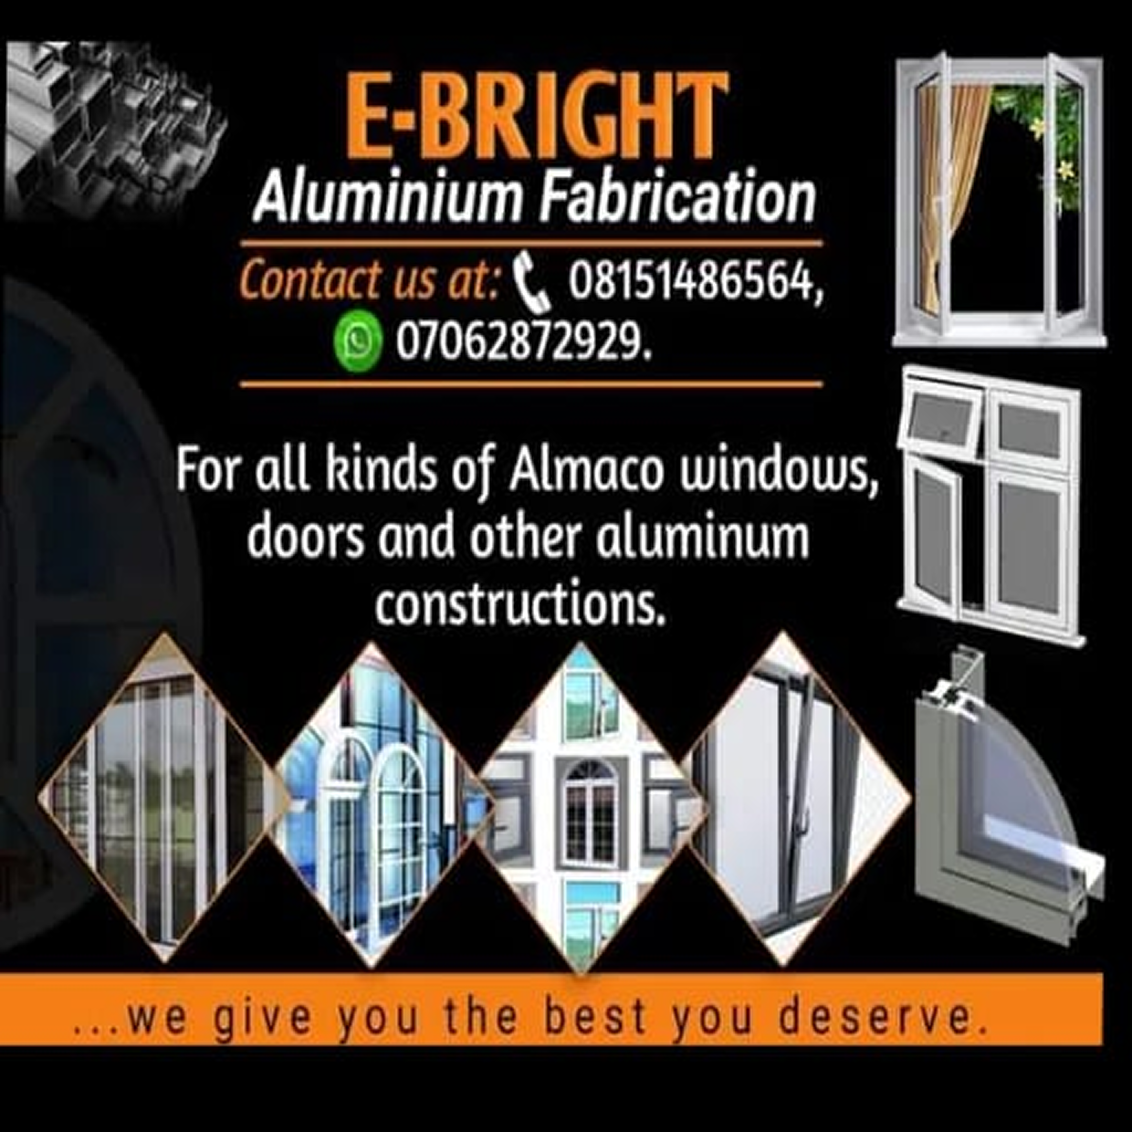 E-BRIGHT
Aluminium Fabrication
Contact us at: 08151486564,
07062872929.
For all kinds of Almaco windows,
doors and other aluminum
constructions.
...we give you the best you deserve.